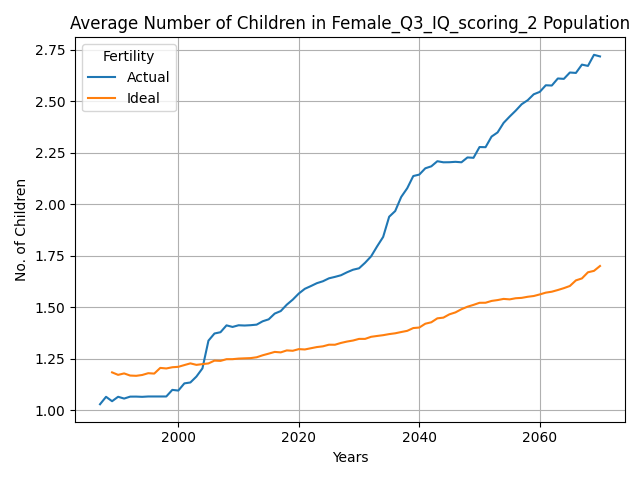 Average Number of Children in Female_Q3_IQ_scoring_2 Population
Fertility
Actual
Ideal
No. of Children
2.75
2.50
2.25
2.00
1.75
1.50
1.25
1.00
2000
2020
2040
2060
Years